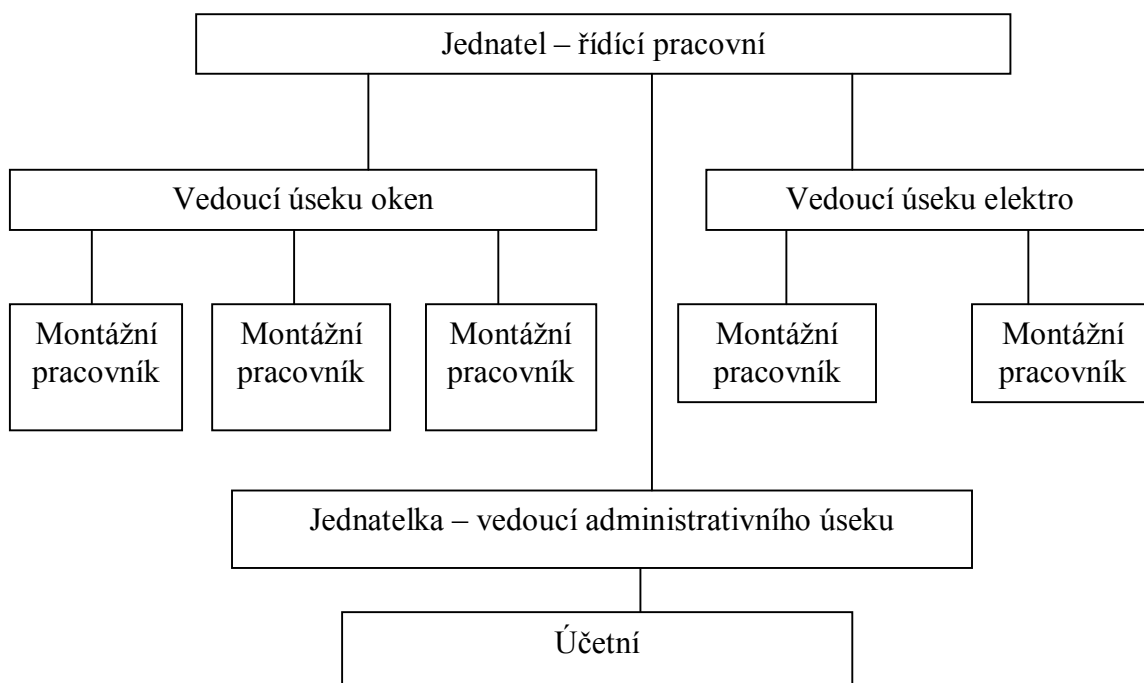 Jednatel – řídící pracovní
Vedoucí úseku oken
Vedoucí úseku elektro
Montážní
pracovník
Montážní
pracovník
Montážní
pracovník
Montážní
pracovník
Montážní
pracovník
Jednatelka – vedoucí administrativního úseku
Účetní